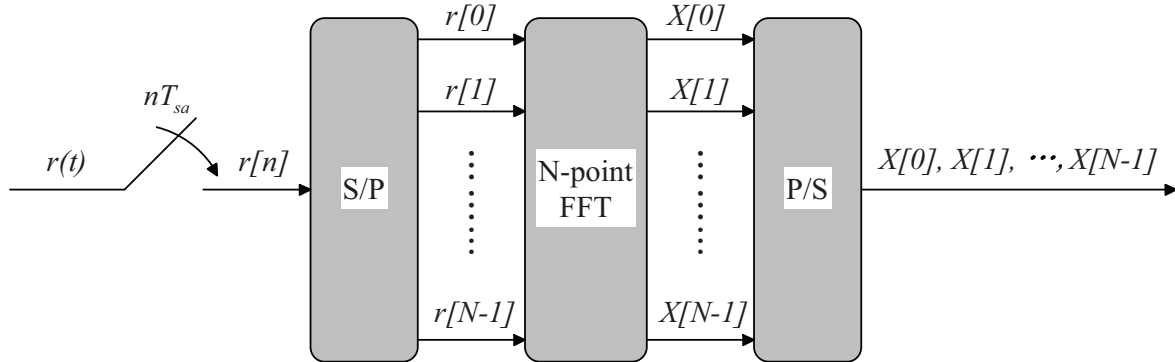 r[0]
X[0]
r[1]
X[1]
nT_sa
r(t)
r[n]
S/P
N-point
FFT
P/S
X[0], X[1], ···, X[N-1]
r[N-1]
X[N-1]